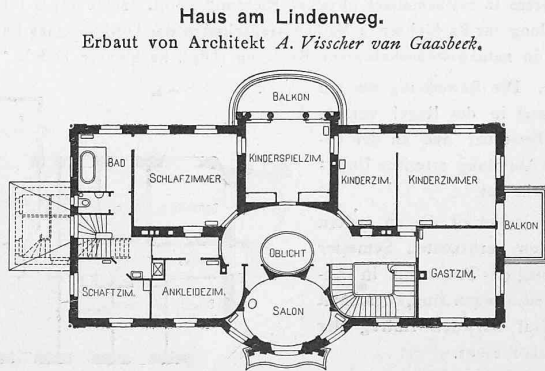 Haus am Lindenweg.
Erbaut von Architekt A. Visscher van Gaasbeek.
BALKON
BAD
SCHLAFZIMMER
KINDERSPIELZIM.
KINDERZIM.
KINDERZIMMER
BALKON
OBLICHT
SCHAFTZIM.
ANKLEIDEZIM.
SALON
GASTZIM.